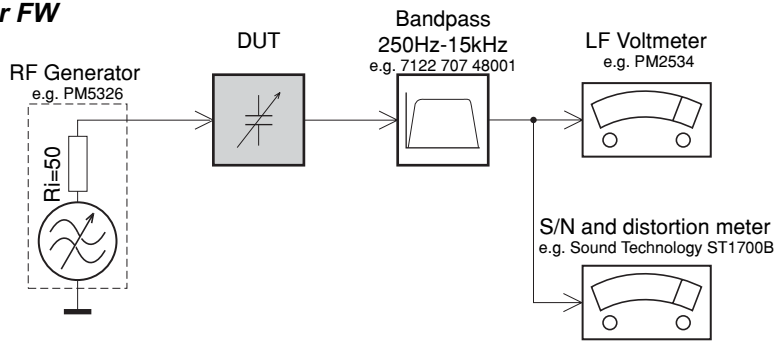 r FW
DUT
Bandpass
250Hz-15kHz
e.g. 7122 707 48001
LF Voltmeter
e.g. PM2534
RF Generator
e.g. PM5326
Ri=50
S/N and distortion meter
e.g. Sound Technology ST1700B